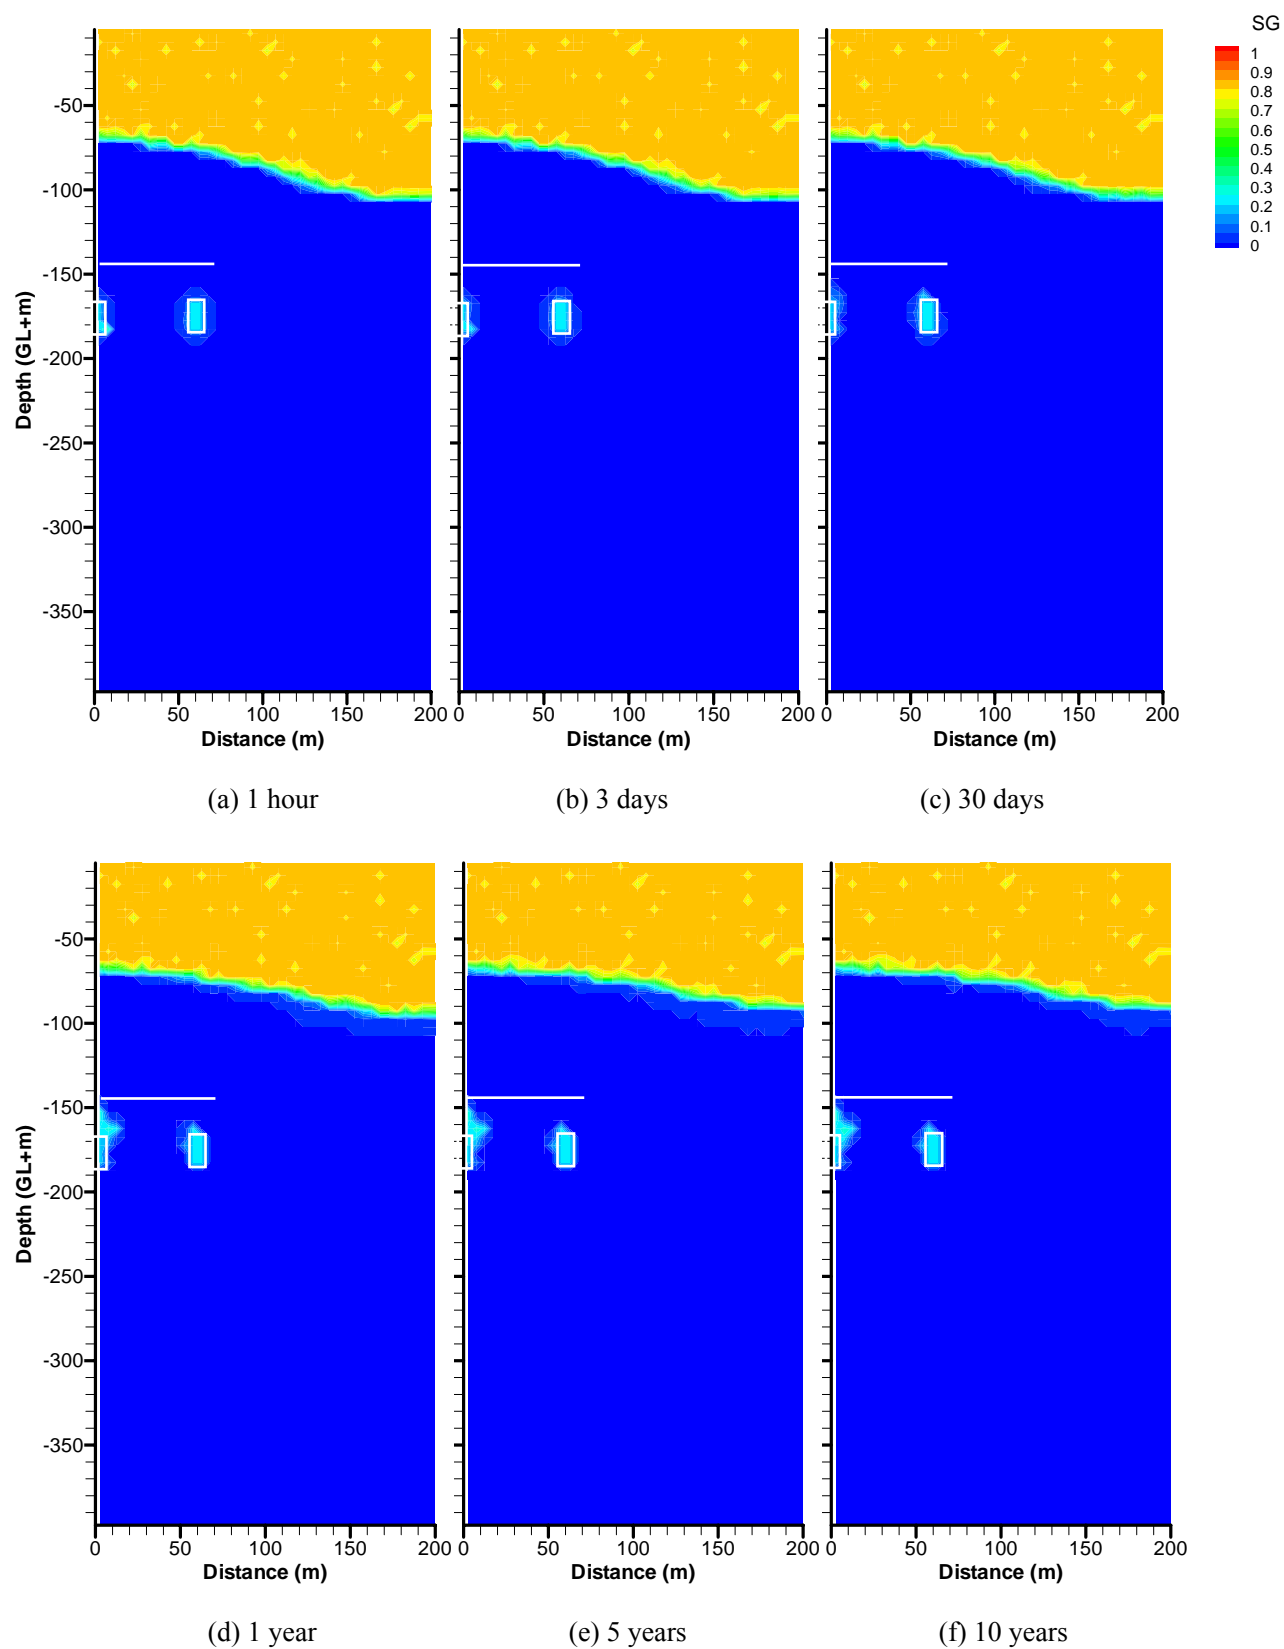 SG
1
0.9
0.8
0.7
0.6
0.5
0.4
0.3
0.2
0.1
0
Depth (GL+m)
-50
-100
-150
-200
-250
-300
-350
0 50 100 150 200
0 50 100 150 200
0 50 100 150 200
Distance (m) Distance (m) Distance (m)
(a) 1 hour (b) 3 days (c) 30 days
Depth (GL+m)
-50
-100
-150
-200
-250
-300
-350
0 50 100 150 200
0 50 100 150 200
0 50 100 150 200
Distance (m) Distance (m) Distance (m)
(d) 1 year (e) 5 years (f) 10 years